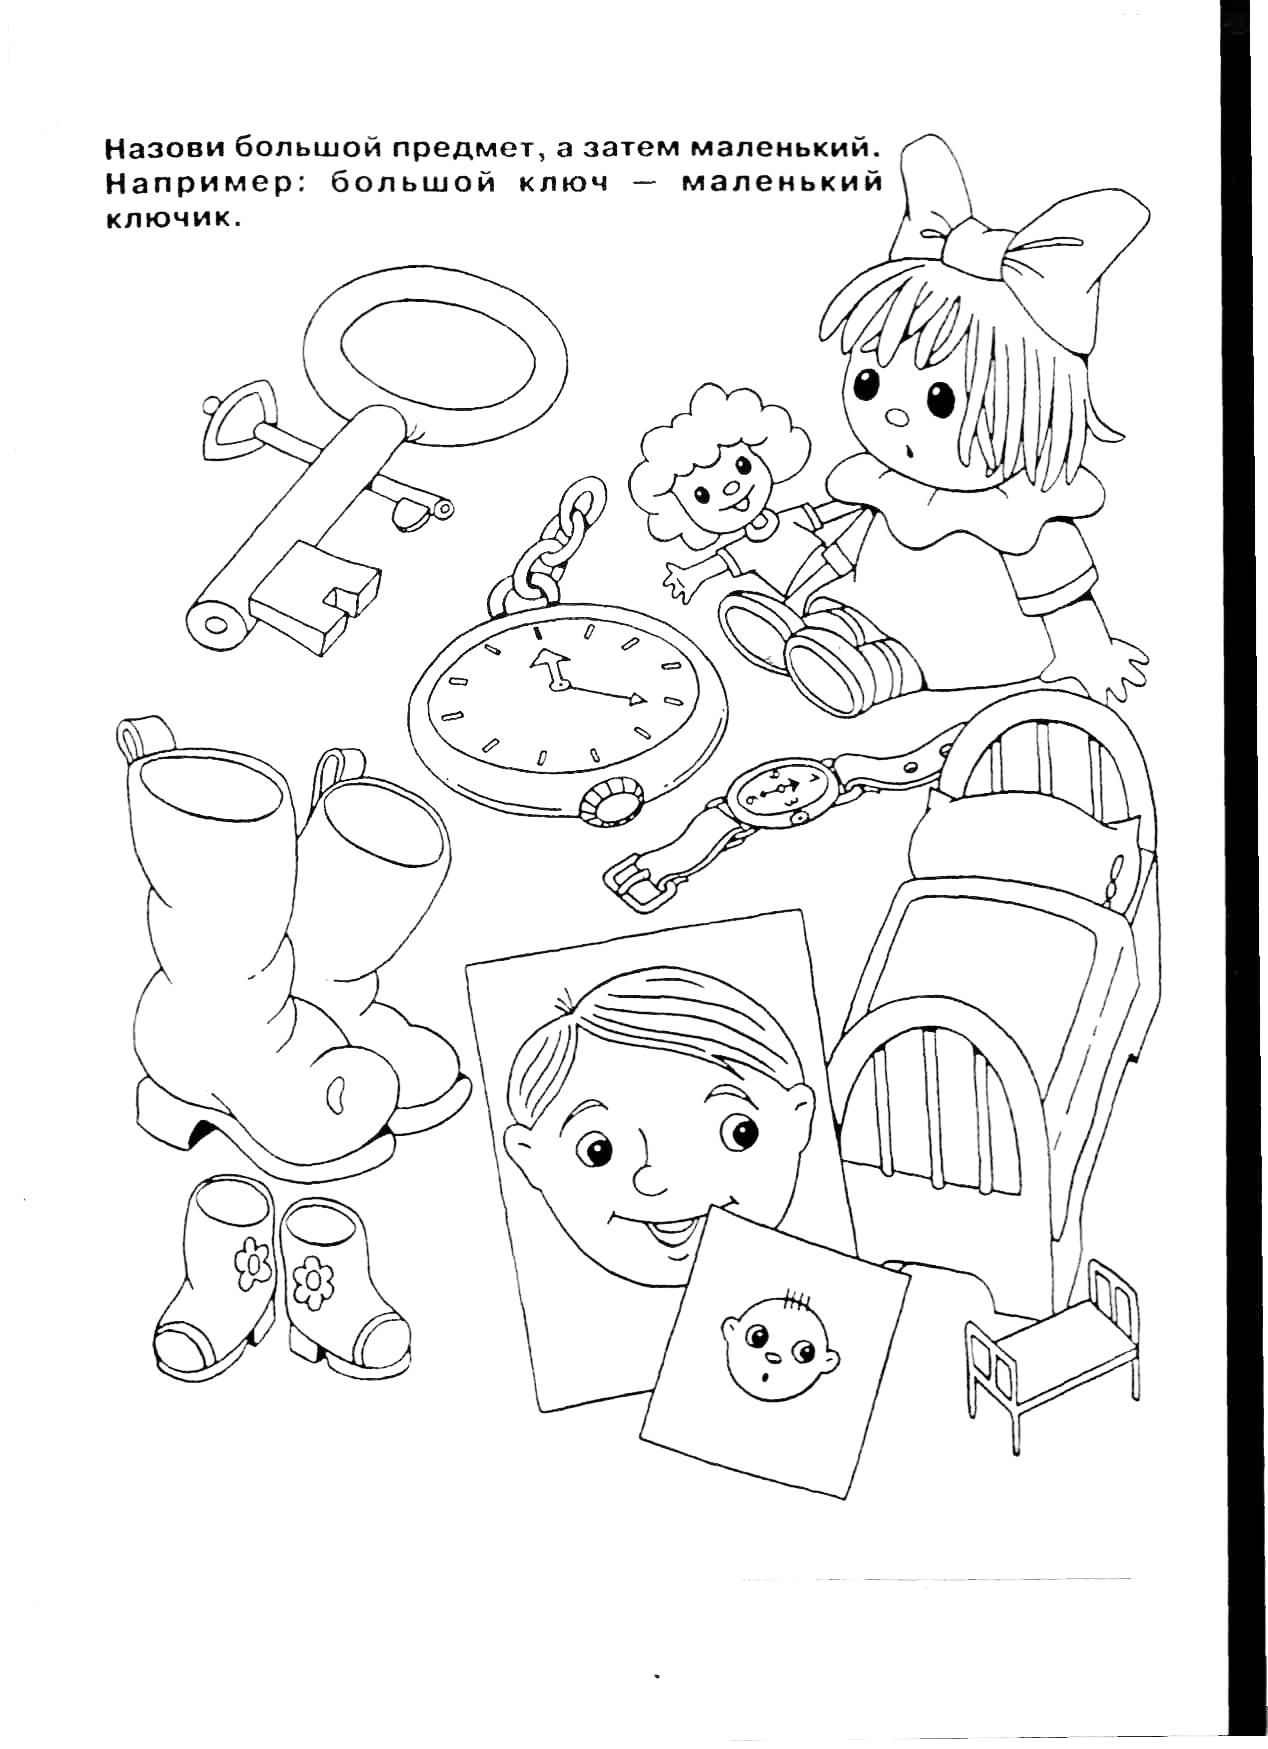 Назови большой предмет, а затем маленький.
Например: большой ключ — маленький
ключик.